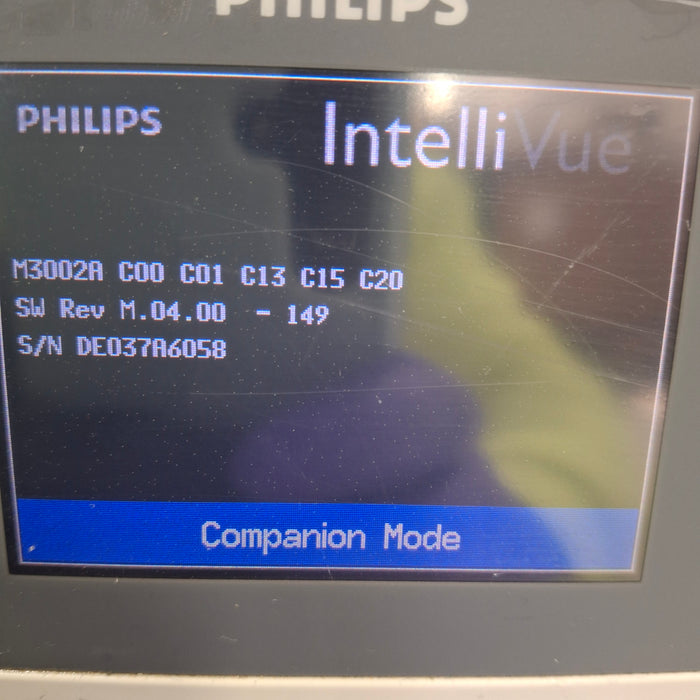 PHILIPS
PHILIPS
IntelliVue
M3002A C00 C01 C13 C15 C20
SW Rev M.04.00 - 149
S/N DE037A6058
Companion Mode